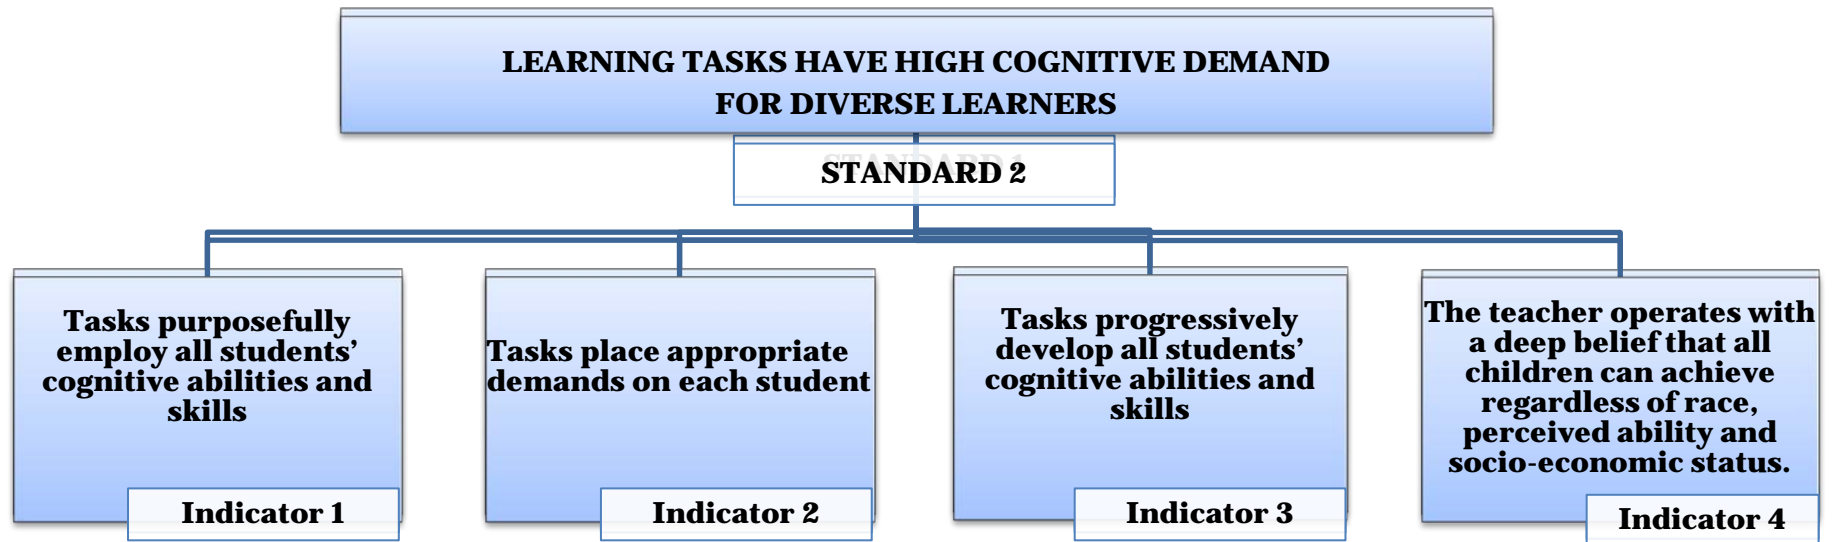 LEARNING TASKS HAVE HIGH COGNITIVE DEMAND
FOR DIVERSE LEARNERS
STANDARD 2
Tasks purposefully
employ all students’
cognitive abilities and
skills
Indicator 1
Tasks place appropriate
demands on each student
Indicator 2
Tasks progressively
develop all students’
cognitive abilities and
skills
Indicator 3
The teacher operates with
a deep belief that all
children can achieve
regardless of race,
perceived ability and
socio-economic status.
Indicator 4